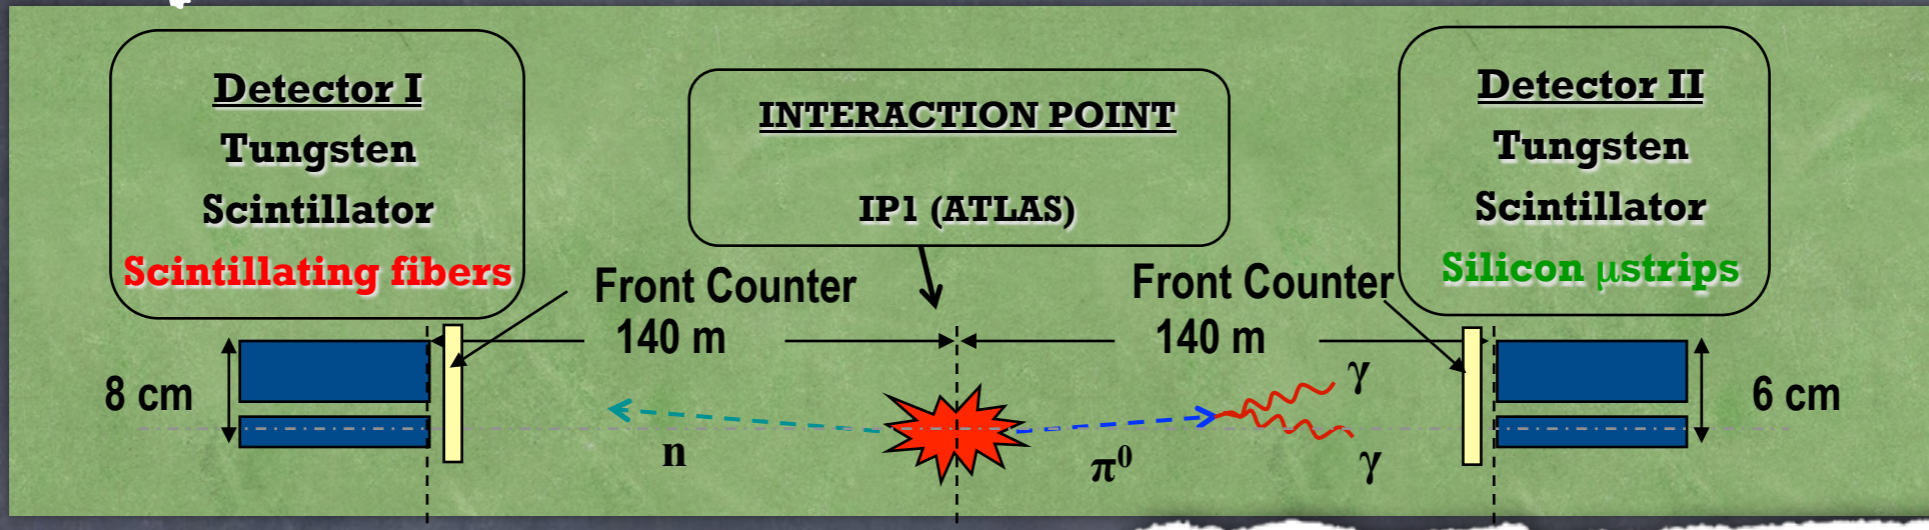 Detector I
Tungsten
Scintillator
Scintillating fibers
INTERACTION POINT
IP1 (ATLAS)
Detector II
Tungsten
Scintillator
Silicon μstrips
Front Counter
140 m
Front Counter
140 m
8 cm
n
π⁰
γ
γ
6 cm